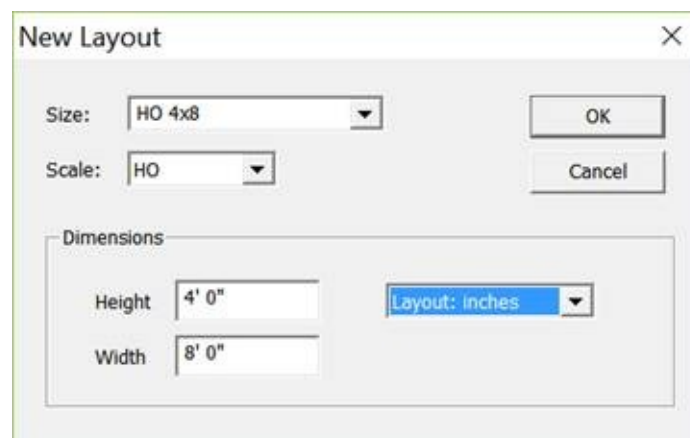 New Layout
Size: HO 4x8 OK
Scale: HO Cancel
Dimensions
Height 4' 0" Layout: inches
Width 8' 0"